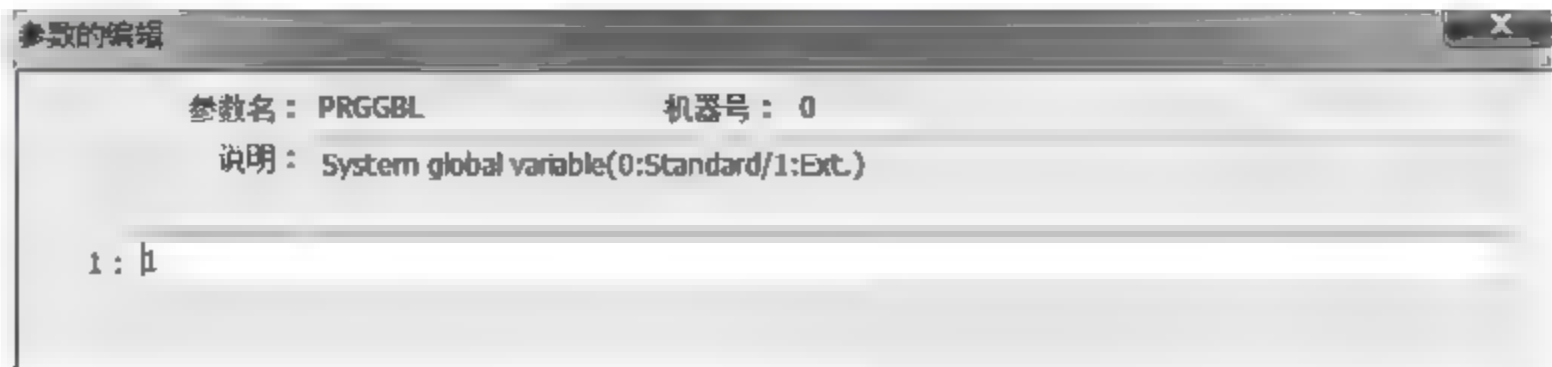 参数的编辑
X
参数名： PRGGBL 机器号： 0
说明： System global variable(0:Standard/1:Ext.)
1：1